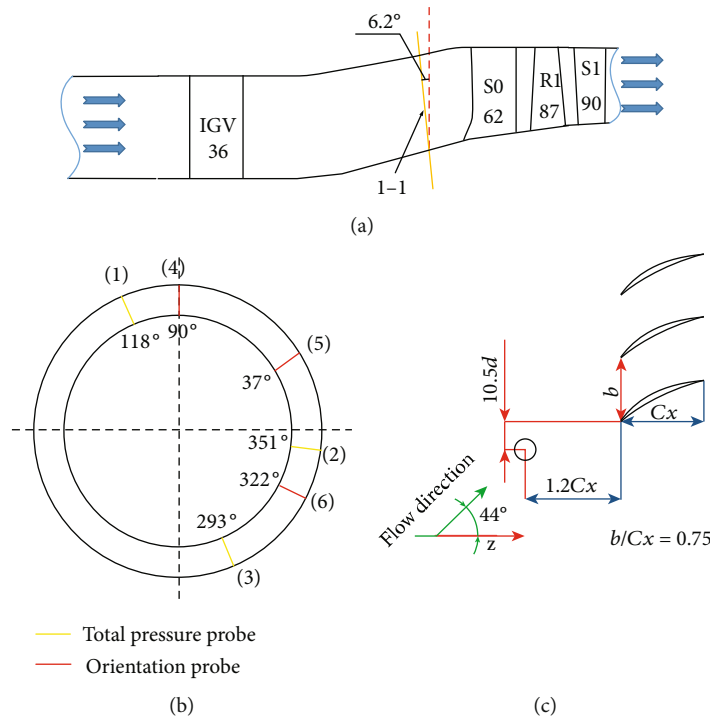 6.2°
IGV
36
S0
62
R1
87
S1
90
1–1
(a)
(1)
(4)
118°
90°
(5)
37°
351°
(2)
322°
(6)
293°
(3)
Total pressure probe
Orientation probe
(b)
10.5d
b
Cx
1.2Cx
Flow direction
44°
z
b/Cx = 0.75
(c)